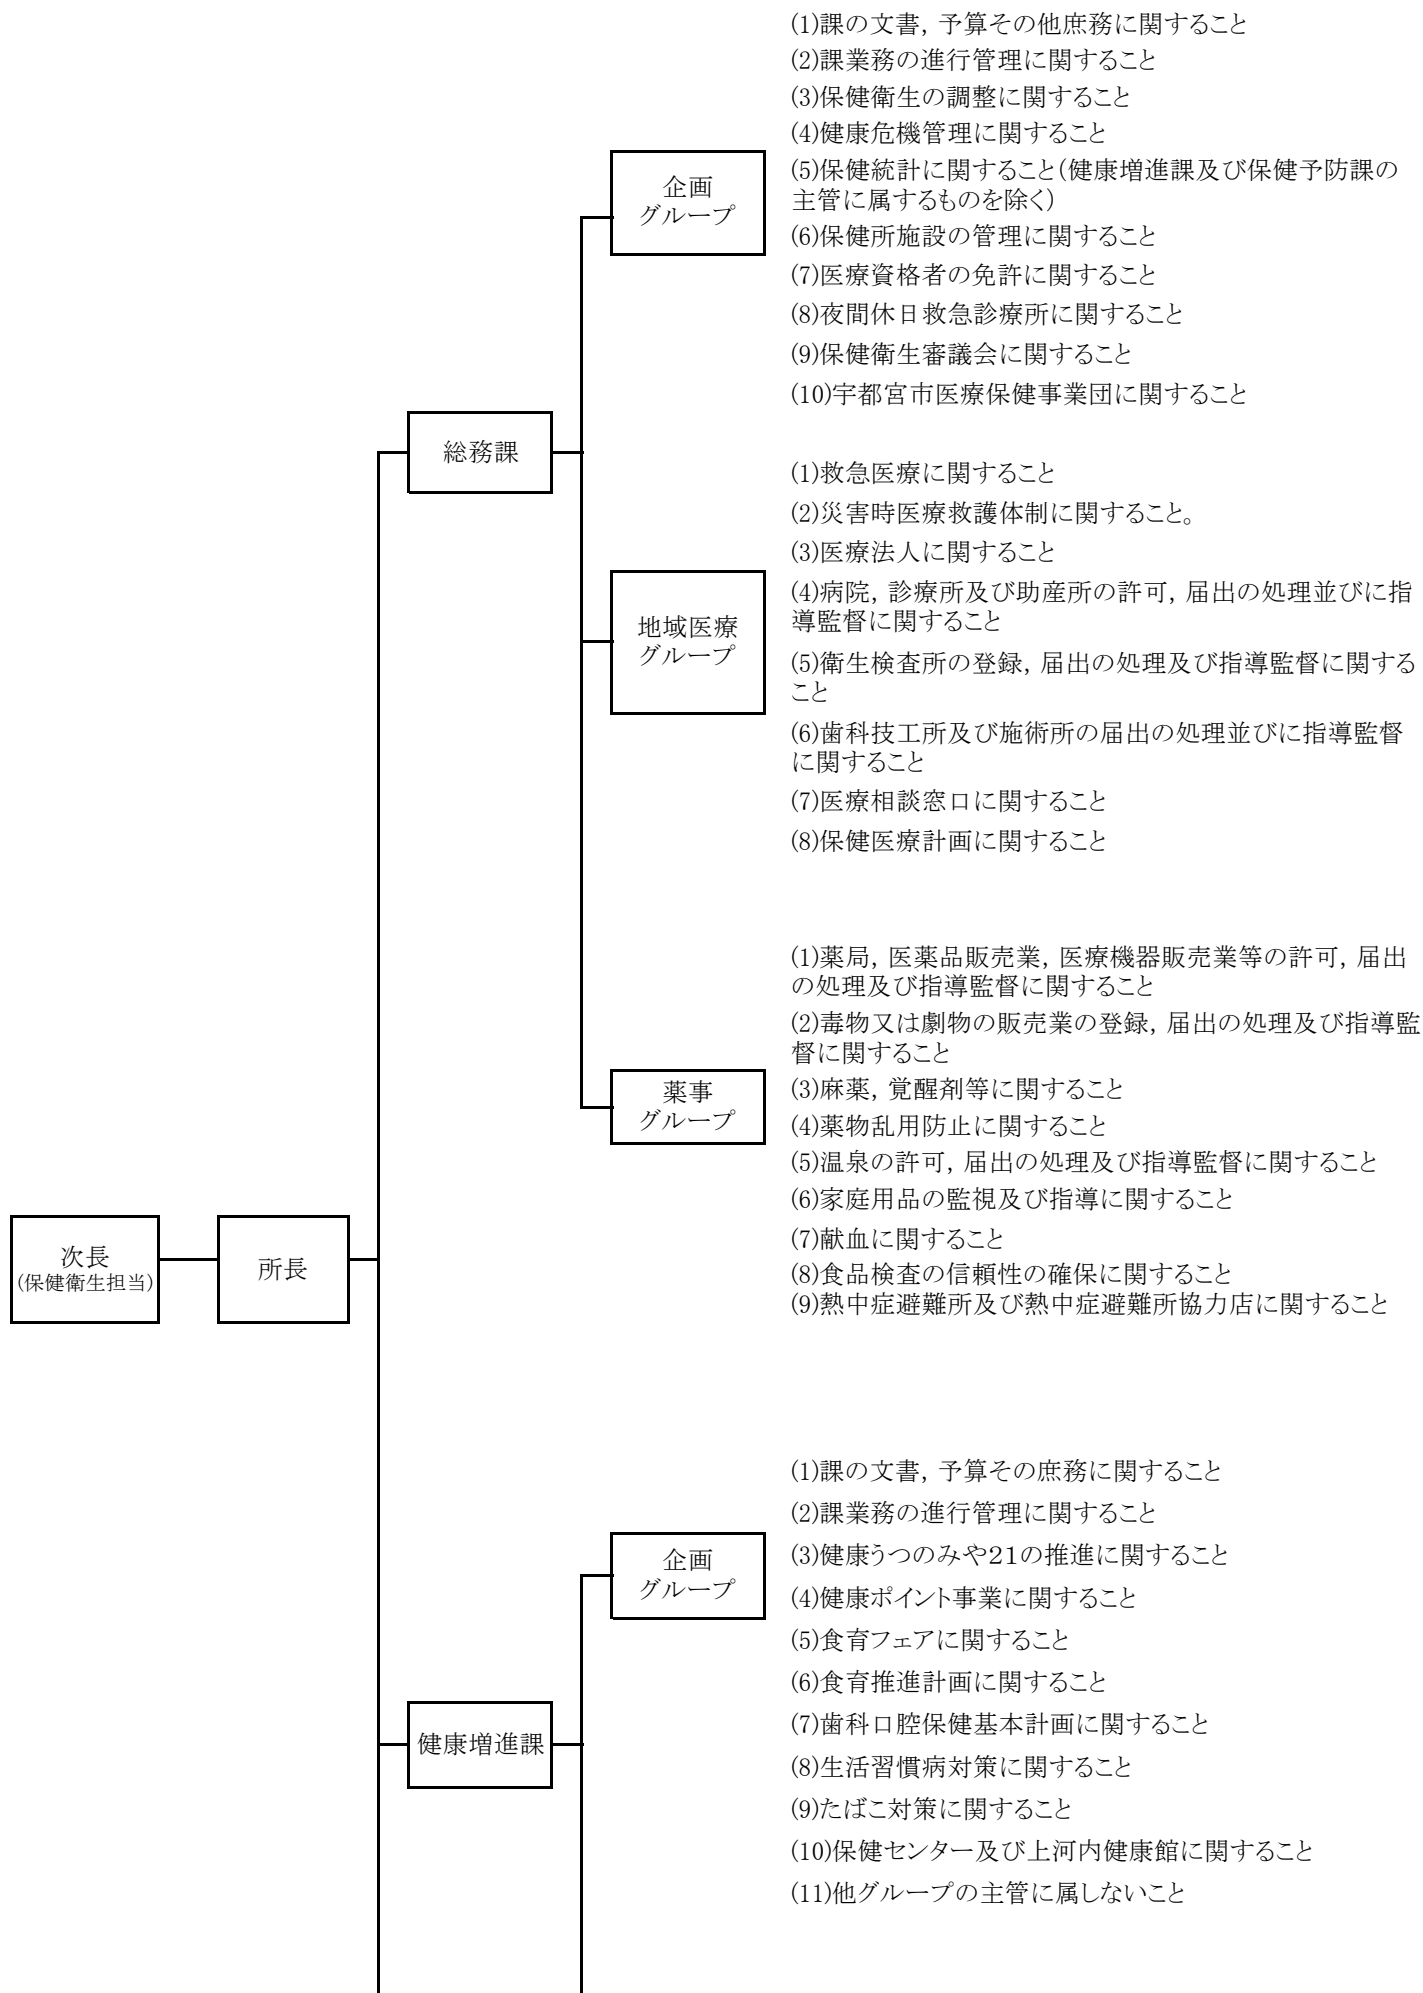 (1)課の文書，予算その他庶務に関すること
(2)課業務の進行管理に関すること
(3)保健衛生の調整に関すること
(4)健康危機管理に関すること
企画
グループ
(5)保健統計に関すること(健康増進課及び保健予防課の
主管に属するものを除く)
(6)保健所施設の管理に関すること
(7)医療資格者の免許に関すること
(8)夜間休日救急診療所に関すること
(9)保健衛生審議会に関すること
(10)宇都宮市医療保健事業団に関すること
総務課
(1)救急医療に関すること
(2)災害時医療救護体制に関すること。
(3)医療法人に関すること
地域医療
グループ
(4)病院，診療所及び助産所の許可，届出の処理並びに指
導監督に関すること
(5)衛生検査所の登録，届出の処理及び指導監督に関する
こと
(6)歯科技工所及び施術所の届出の処理並びに指導監督
に関すること
(7)医療相談窓口に関すること
(8)保健医療計画に関すること
(1)薬局，医薬品販売業，医療機器販売業等の許可，届出
の処理及び指導監督に関すること
(2)毒物又は劇物の販売業の登録，届出の処理及び指導監
督に関すること
薬事
グループ
(3)麻薬，覚醒剤等に関すること
(4)薬物乱用防止に関すること
(5)温泉の許可，届出の処理及び指導監督に関すること
(6)家庭用品の監視及び指導に関すること
次長
(保健衛生担当)
所長
(7)献血に関すること
(8)食品検査の信頼性の確保に関すること
(9)熱中症避難所及び熱中症避難所協力店に関すること
(1)課の文書，予算その庶務に関すること
(2)課業務の進行管理に関すること
企画
グループ
(3)健康うつのみや21の推進に関すること
(4)健康ポイント事業に関すること
(5)食育フェアに関すること
(6)食育推進計画に関すること
健康増進課
(7)歯科口腔保健基本計画に関すること
(8)生活習慣病対策に関すること
(9)たばこ対策に関すること
(10)保健センター及び上河内健康館に関すること
(11)他グループの主管に属しないこと